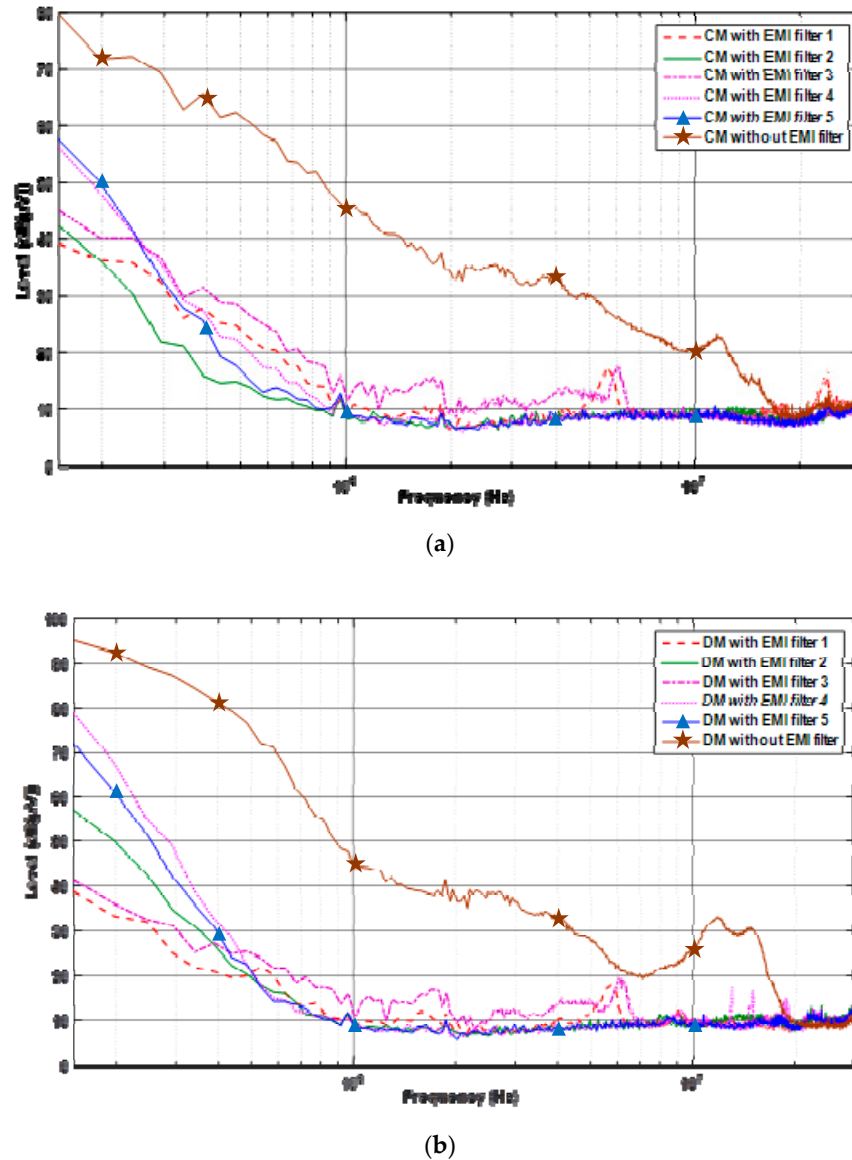 80
CM with EMI filter 1
CM with EMI filter 2
CM with EMI filter 3
CM with EMI filter 4
CM with EMI filter 5
CM without EMI filter
70
60
50
40
30
20
10
0
Level [dB(µV)]
10⁶
10⁷
Frequency (Hz)
(a)
100
DM with EMI filter 1
DM with EMI filter 2
DM with EMI filter 3
DM with EMI filter 4
DM with EMI filter 5
DM without EMI filter
90
80
70
60
50
40
30
20
10
0
Level [dB(µV)]
10⁶
10⁷
Frequency (Hz)
(b)